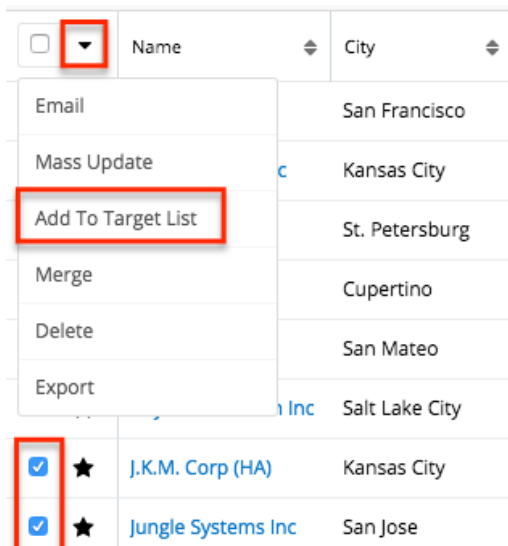 Name City
Email
San Francisco
Mass Update
c Kansas City
Add To Target List
St. Petersburg
Merge
Cupertino
Delete
San Mateo
Export
Inc Salt Lake City
J.K.M. Corp (HA) Kansas City
Jungle Systems Inc San Jose